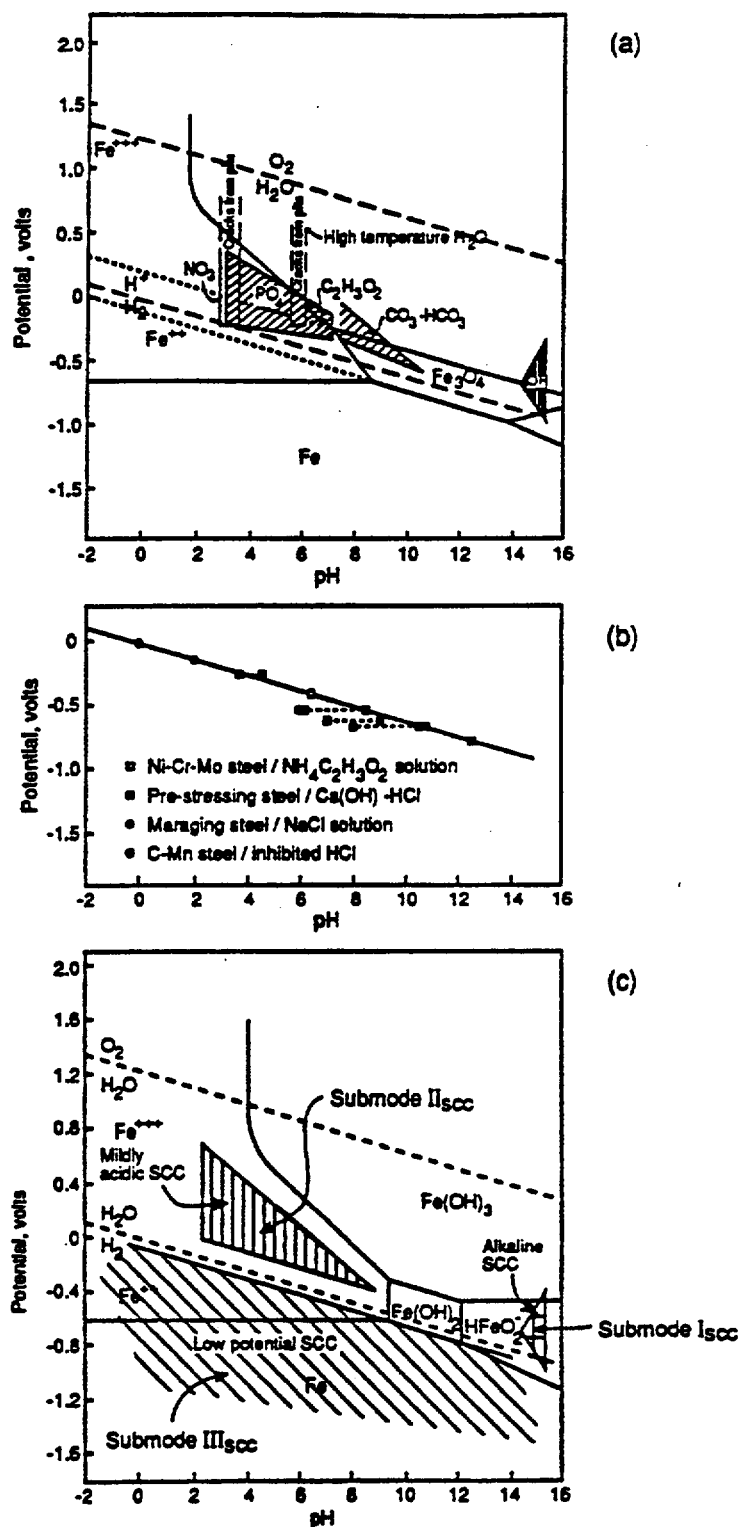 (a)
2.0
1.5
1.0
0.5
0
-0.5
-1.0
-1.5
Potential, volts
Fe+++
O2
H2O
Cracks from pits
Cracks from pits
High temperature H2O
NO3
PO4
C2H3O2
CO3-HCO3
H+
H2
Fe++
Fe3O4
OH
Fe
-2 0 2 4 6 8 10 12 14 16
pH
(b)
0
-0.5
-1.0
-1.5
Potential, volts
Ni-Cr-Mo steel / NH4C2H3O2 solution
Pre-stressing steel / Ca(OH) -HCl
Maraging steel / NaCl solution
C-Mn steel / inhibited HCl
-2 0 2 4 6 8 10 12 14 16
pH
(c)
2.0
1.6
1.2
0.8
0.4
.0
-0.4
-0.8
-1.2
-1.6
Potential, volts
O2
H2O
Fe+++
Submode IISCC
Mildly
acidic SCC
Fe(OH)3
H2O
H2
Alkaline
SCC
Fe++
Fe(OH)2
HFeO2-
Submode ISCC
Low potential SCC
Fe
Submode IIISCC
-2 0 2 4 6 8 10 12 14 16
pH